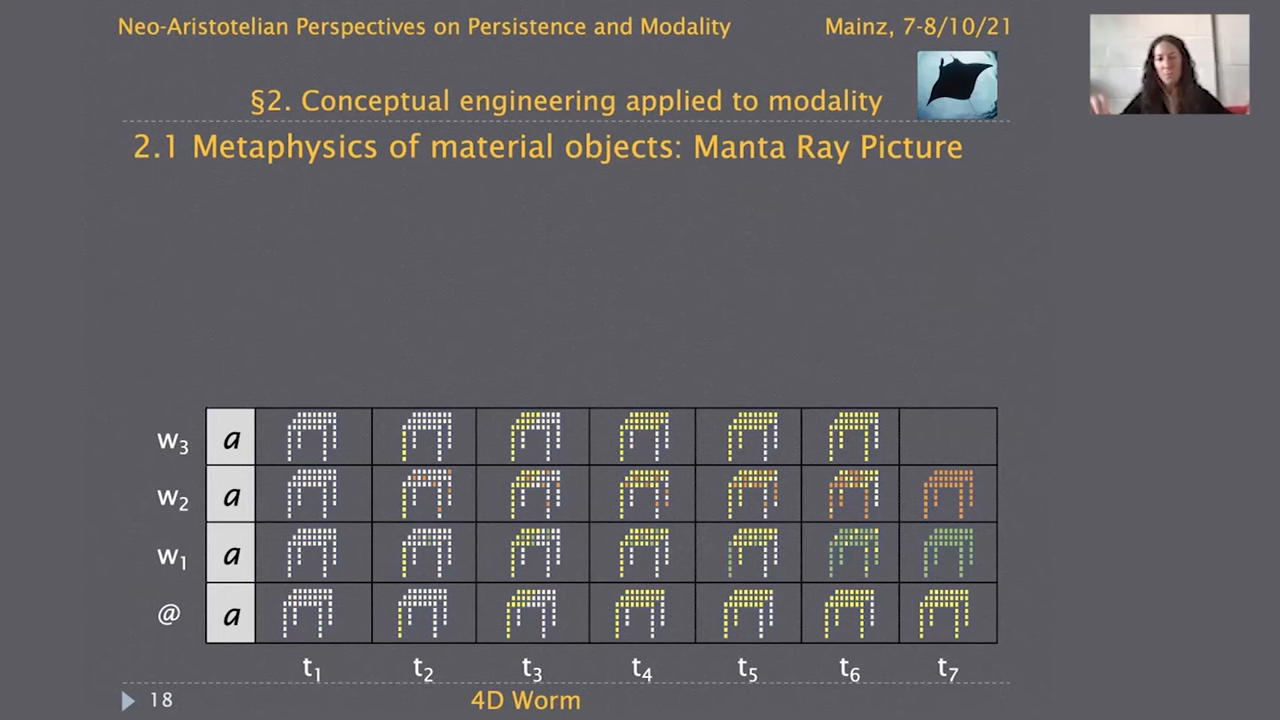 Neo-Aristotelian Perspectives on Persistence and Modality Mainz, 7-8/10/21
§2. Conceptual engineering applied to modality
2.1 Metaphysics of material objects: Manta Ray Picture
w3 a
w2 a
w1 a
@ a
t1 t2 t3 t4 t5 t6 t7
18 4D Worm